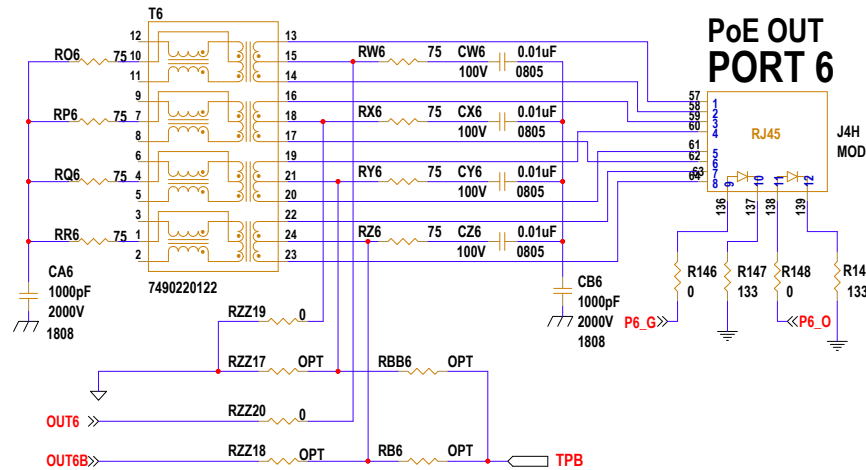 T6
PoE OUT
PORT 6
12 13
RO6 75 10 15 RW6 75 CW6 0.01uF
11 14 100V 0805
9 16
RP6 75 7 18 RX6 75 CX6 0.01uF
8 17 100V 0805
6 19
RQ6 75 4 21 RY6 75 CY6 0.01uF
5 20 100V 0805
3 22
RR6 75 1 24 RZ6 75 CZ6 0.01uF
2 23 100V 0805
7490220122
57 1
58 2
59 3
60 4
61 5
62 6
63 7
64 8
RJ45
J4H
MOD
9 10 11 12
136 137 138 139
CA6
1000pF
2000V
1808
CB6
1000pF
2000V
1808
R146
0
R147
133
R148
0
R14
133
P6_G
P6_O
RZZ19 0
RZZ17 OPT RBB6 OPT
RZZ20 0
OUT6
RZZ18 OPT RB6 OPT
OUT6B
TPB